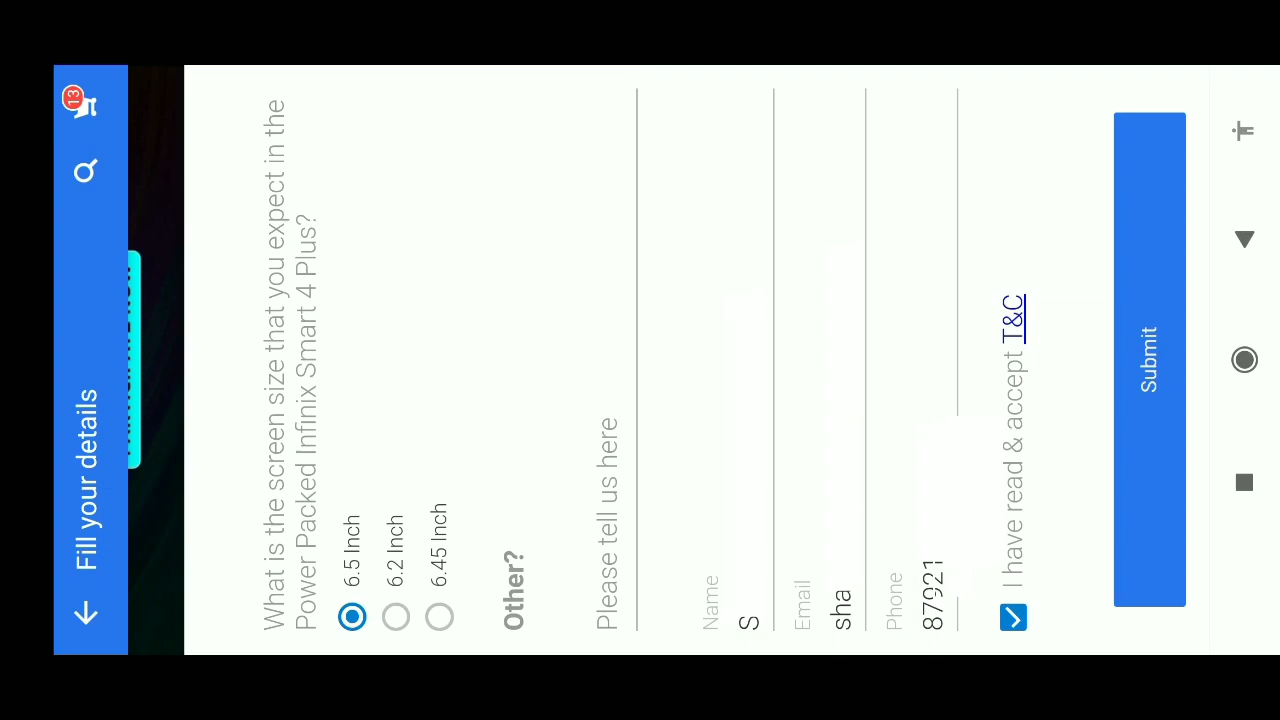 Fill your details
13
What is the screen size that you expect in the
Power Packed Infinix Smart 4 Plus?
6.5 Inch
6.2 Inch
6.45 Inch
Other?
Please tell us here
Name
S
Email
sha
Phone
87921
I have read & accept T&C
Submit